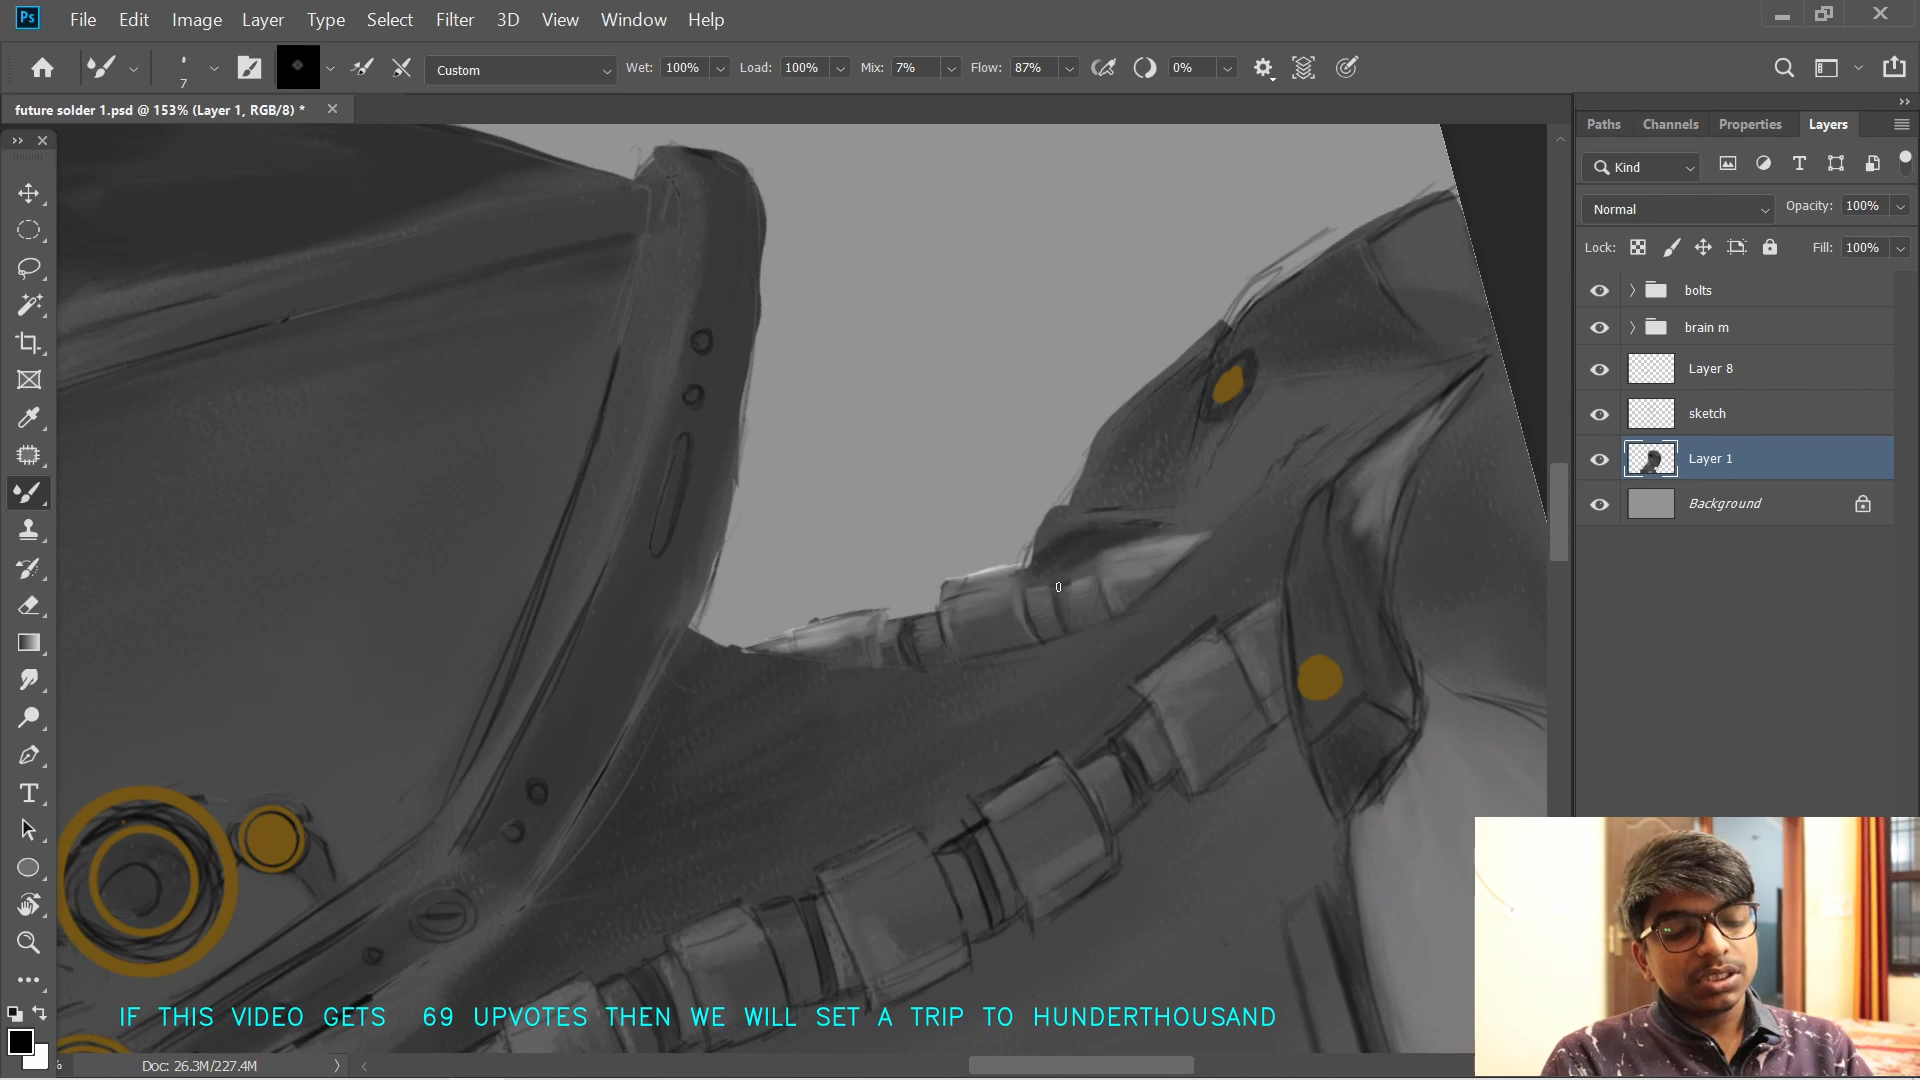 Ps File Edit Image Layer Type Select Filter 3D View Window Help
7 Custom Wet: 100% Load: 100% Mix: 7% Flow: 87% 0%
future solder 1.psd @ 153% (Layer 1, RGB/8) *
Paths Channels Properties Layers
Kind
Normal Opacity: 100%
Lock: Fill: 100%
bolts
brain m
Layer 8
sketch
Layer 1
Background
IF THIS VIDEO GETS 69 UPVOTES THEN WE WILL SET A TRIP TO HUNDERTHOUSAND
% Doc: 26.3M/227.4M